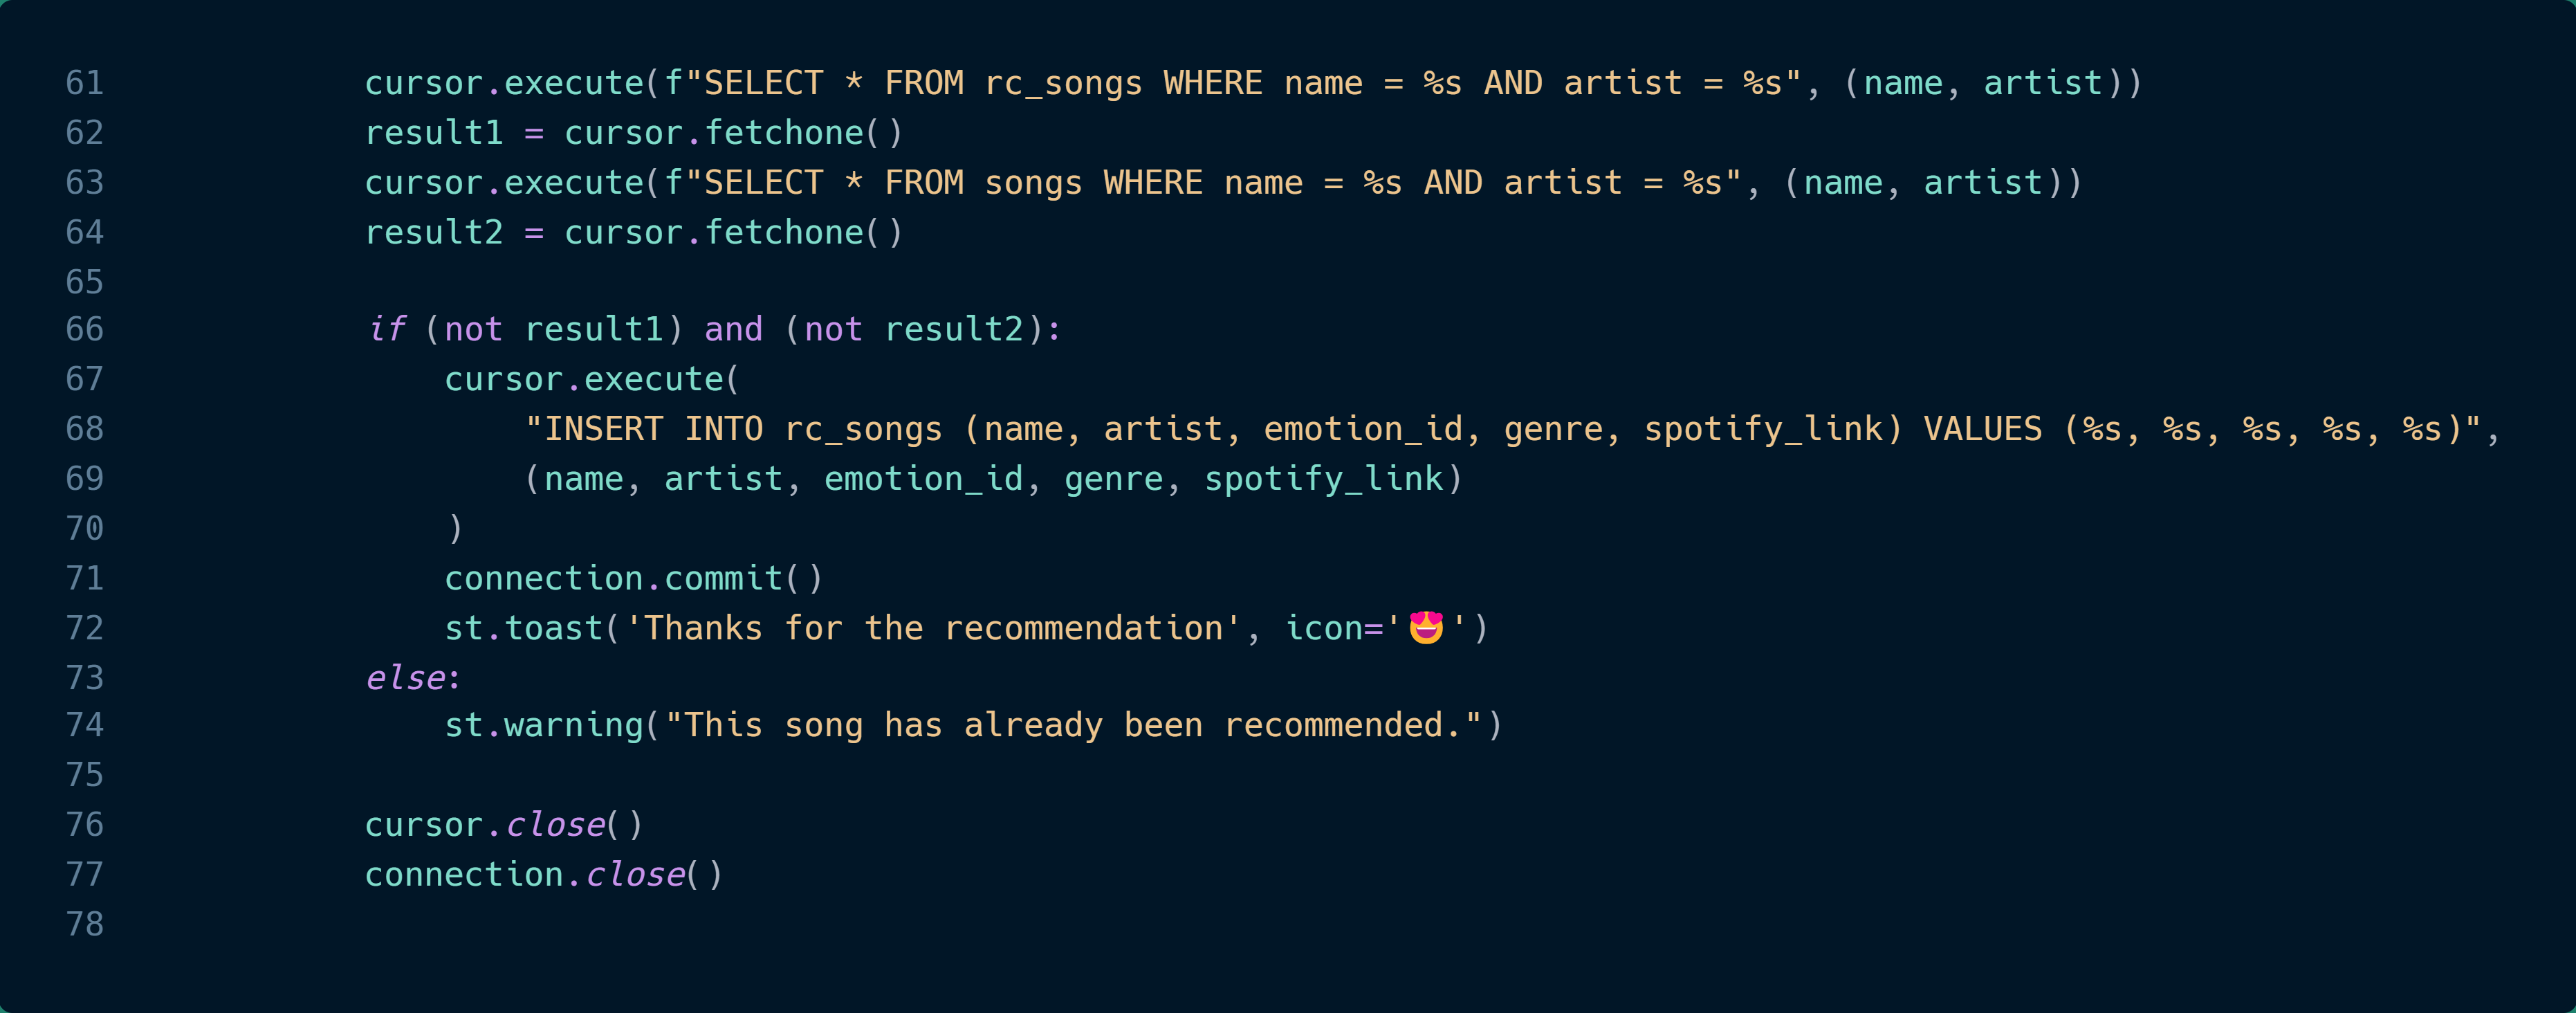 61 cursor.execute(f"SELECT * FROM rc_songs WHERE name = %s AND artist = %s", (name, artist))
62 result1 = cursor.fetchone()
63 cursor.execute(f"SELECT * FROM songs WHERE name = %s AND artist = %s", (name, artist))
64 result2 = cursor.fetchone()
65
66 if (not result1) and (not result2):
67     cursor.execute(
68         "INSERT INTO rc_songs (name, artist, emotion_id, genre, spotify_link) VALUES (%s, %s, %s, %s, %s)",
69         (name, artist, emotion_id, genre, spotify_link)
70     )
71     connection.commit()
72     st.toast('Thanks for the recommendation', icon='😍')
73 else:
74     st.warning("This song has already been recommended.")
75
76 cursor.close()
77 connection.close()
78